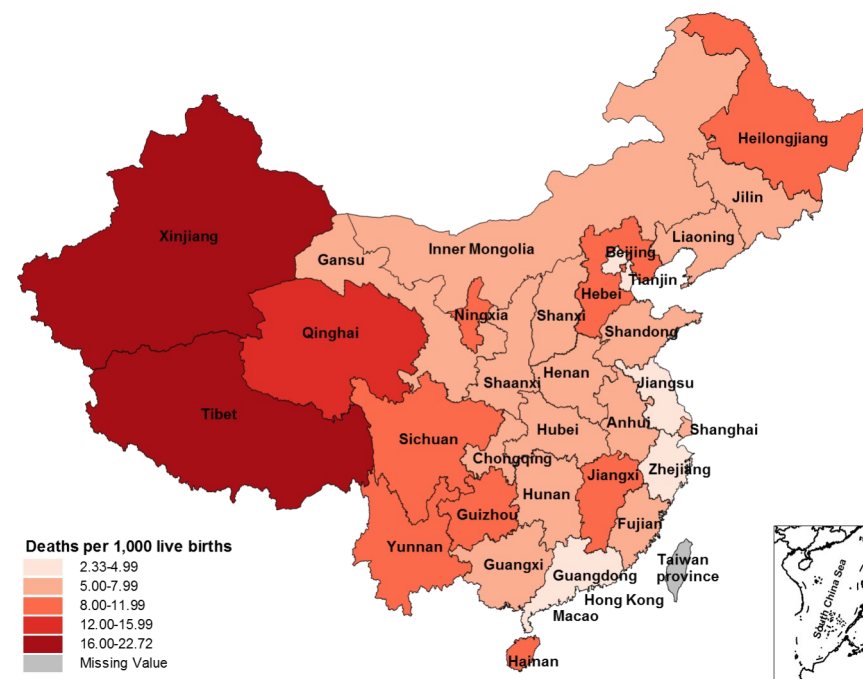 Heilongjiang
Jilin
Xinjiang
Inner Mongolia
Liaoning
Gansu
Beijing
Tianjin
Hebei
Ningxia
Shanxi
Qinghai
Shandong
Henan
Shaanxi
Jiangsu
Tibet
Hubei
Anhui
Shanghai
Sichuan
Chongqing
Zhejiang
Jiangxi
Hunan
Guizhou
Fujian
Yunnan
Guangxi
Taiwan
province
Guangdong
Hong Kong
Macao
Hainan
Deaths per 1,000 live births
2.33-4.99
5.00-7.99
8.00-11.99
12.00-15.99
16.00-22.72
Missing Value
South China Sea